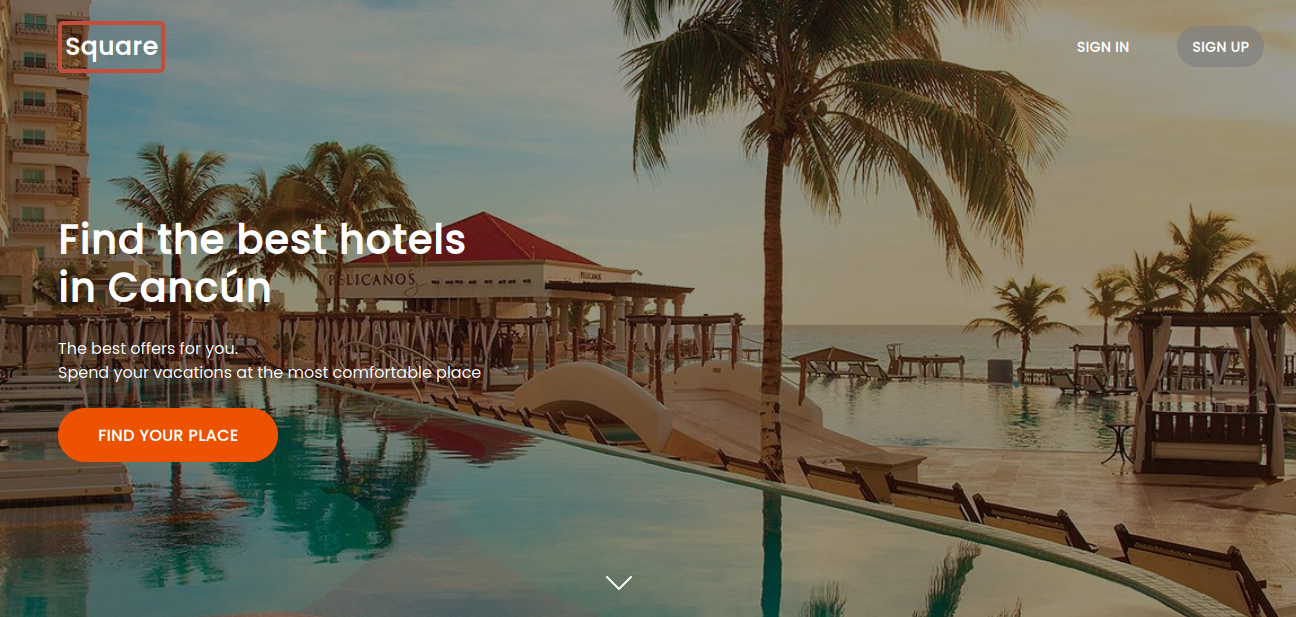 Square
SIGN IN
SIGN UP
Find the best hotels
in Cancún
PELICANOS
PELICANOS
The best offers for you.
Spend your vacations at the most comfortable place
FIND YOUR PLACE